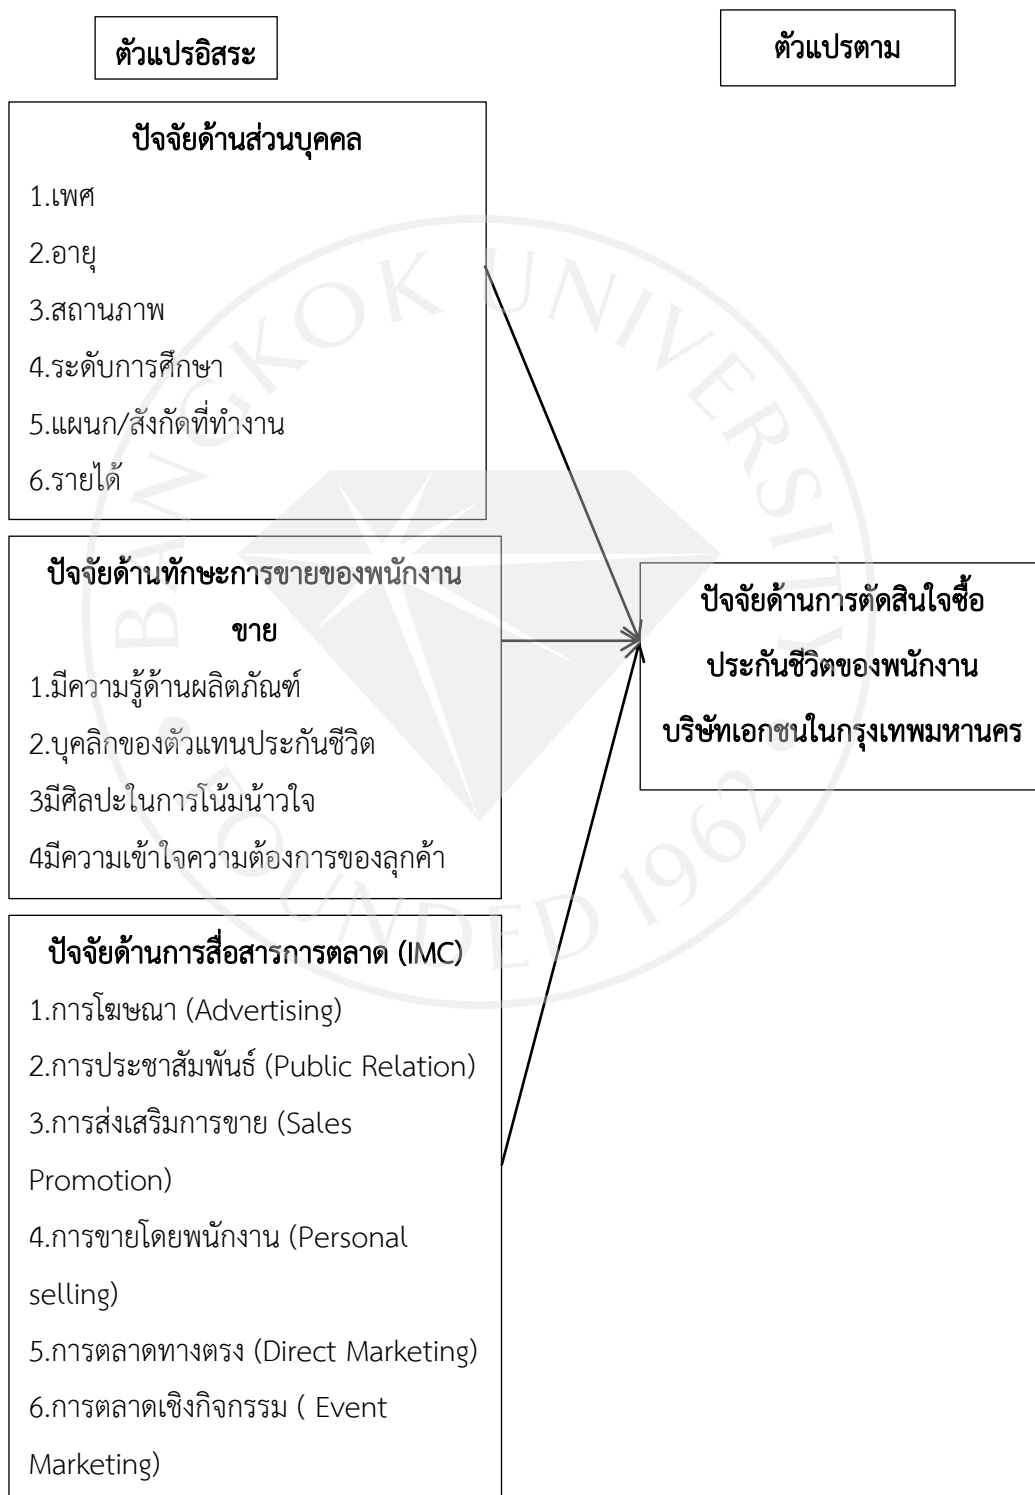 ตัวแปรอิสระ
ตัวแปรตาม
ปัจจัยด้านส่วนบุคคล
1.เพศ
2.อายุ
3.สถานภาพ
4.ระดับการศึกษา
5.แผนก/สังกัดที่ทำงาน
6.รายได้
ปัจจัยด้านทักษะการขายของพนักงาน
ขาย
1.มีความรู้ด้านผลิตภัณฑ์
2.บุคลิกของตัวแทนประกันชีวิต
3มีศิลปะในการโน้มน้าวใจ
4มีความเข้าใจความต้องการของลุกค้า
ปัจจัยด้านการตัดสินใจซื้อ
ประกันชีวิตของพนักงาน
บริษัทเอกชนในกรุงเทพมหานคร
ปัจจัยด้านการสื่อสารการตลาด (IMC)
1.การโฆษณา (Advertising)
2.การประชาสัมพันธ์ (Public Relation)
3.การส่งเสริมการขาย (Sales
Promotion)
4.การขายโดยพนักงาน (Personal
selling)
5.การตลาดทางตรง (Direct Marketing)
6.การตลาดเชิงกิจกรรม ( Event
Marketing)
BANGKOK UNIVERSITY
FOUNDED 1962